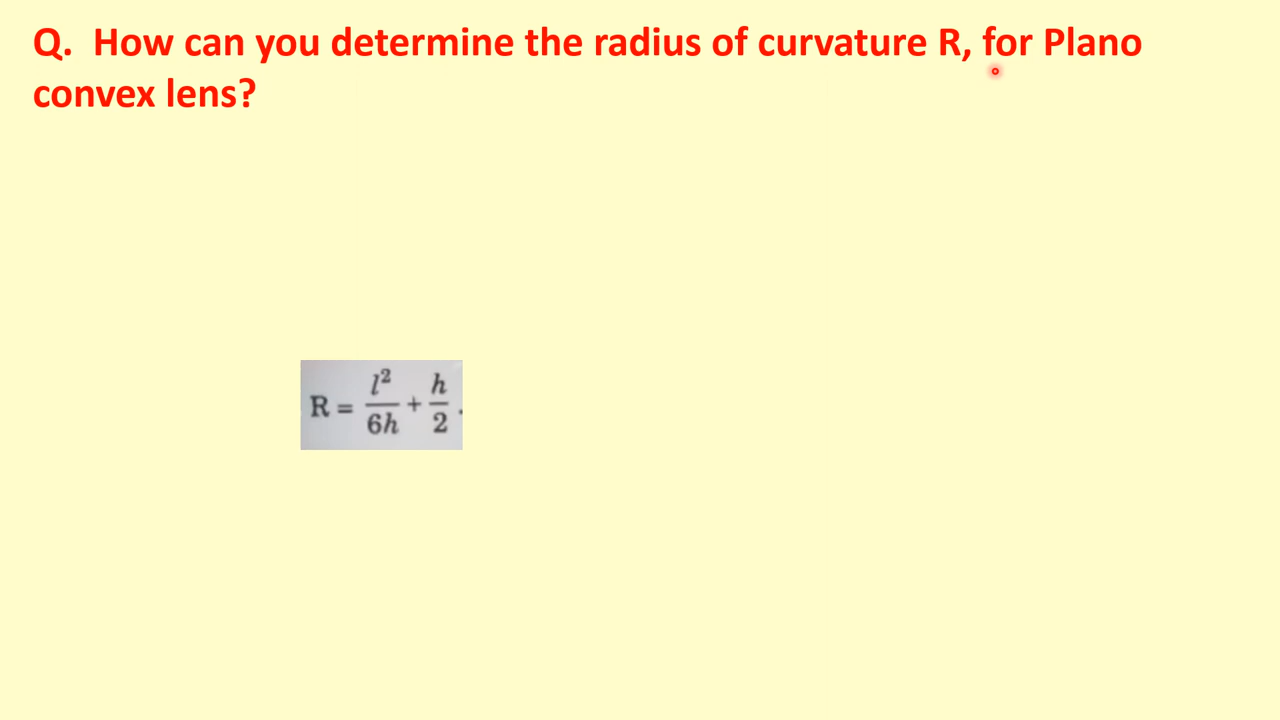 Q. How can you determine the radius of curvature R, for Plano
convex lens?
R = l²/6h + h/2 .